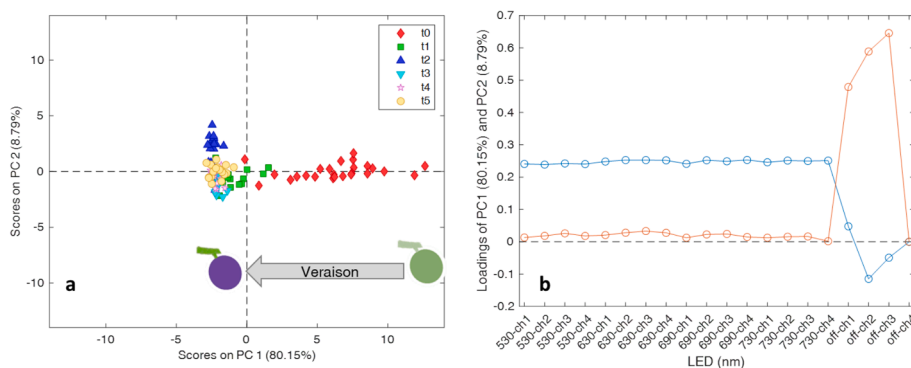 10
5
0
-5
-10
-10
-5
0
5
10
Scores on PC 2 (8.79%)
Scores on PC 1 (80.15%)
t0
t1
t2
t3
t4
t5
Veraison
a
0.7
0.6
0.5
0.4
0.3
0.2
0.1
0
-0.1
-0.2
Loadings of PC1 (80.15%) and PC2 (8.79%)
b
530-ch1
530-ch2
530-ch3
530-ch4
630-ch1
630-ch2
630-ch3
630-ch4
690-ch1
690-ch2
690-ch3
690-ch4
730-ch1
730-ch2
730-ch3
730-ch4
off-ch1
off-ch2
off-ch3
off-ch4
LED (nm)